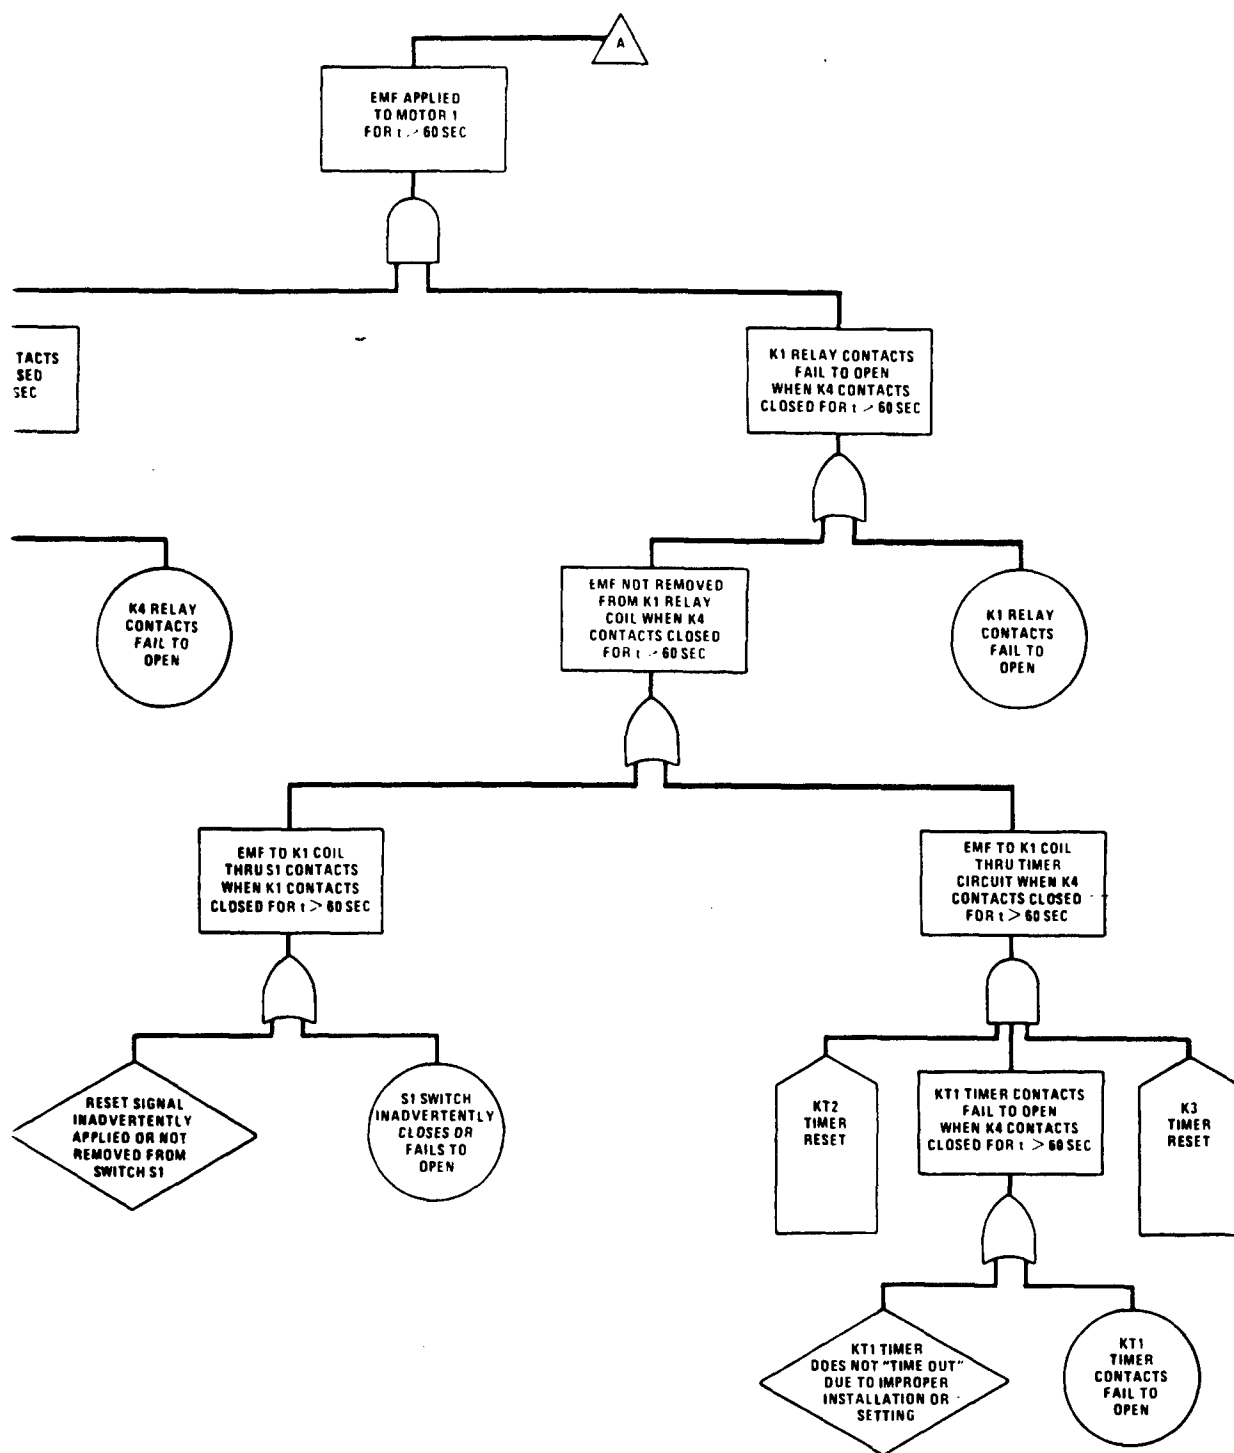 A
EMF APPLIED
TO MOTOR 1
FOR t > 60 SEC
TACTS
SED
SEC
K1 RELAY CONTACTS
FAIL TO OPEN
WHEN K4 CONTACTS
CLOSED FOR t > 60 SEC
K4 RELAY
CONTACTS
FAIL TO
OPEN
EMF NOT REMOVED
FROM K1 RELAY
COIL WHEN K4
CONTACTS CLOSED
FOR t > 60 SEC
K1 RELAY
CONTACTS
FAIL TO
OPEN
EMF TO K1 COIL
THRU S1 CONTACTS
WHEN K1 CONTACTS
CLOSED FOR t > 60 SEC
EMF TO K1 COIL
THRU TIMER
CIRCUIT WHEN K4
CONTACTS CLOSED
FOR t > 60 SEC
RESET SIGNAL
INADVERTENTLY
APPLIED OR NOT
REMOVED FROM
SWITCH S1
S1 SWITCH
INADVERTENTLY
CLOSES OR
FAILS TO
OPEN
KT2
TIMER
RESET
KT1 TIMER CONTACTS
FAIL TO OPEN
WHEN K4 CONTACTS
CLOSED FOR t > 60 SEC
K3
TIMER
RESET
KT1 TIMER
DOES NOT "TIME OUT"
DUE TO IMPROPER
INSTALLATION OR
SETTING
KT1
TIMER
CONTACTS
FAIL TO
OPEN